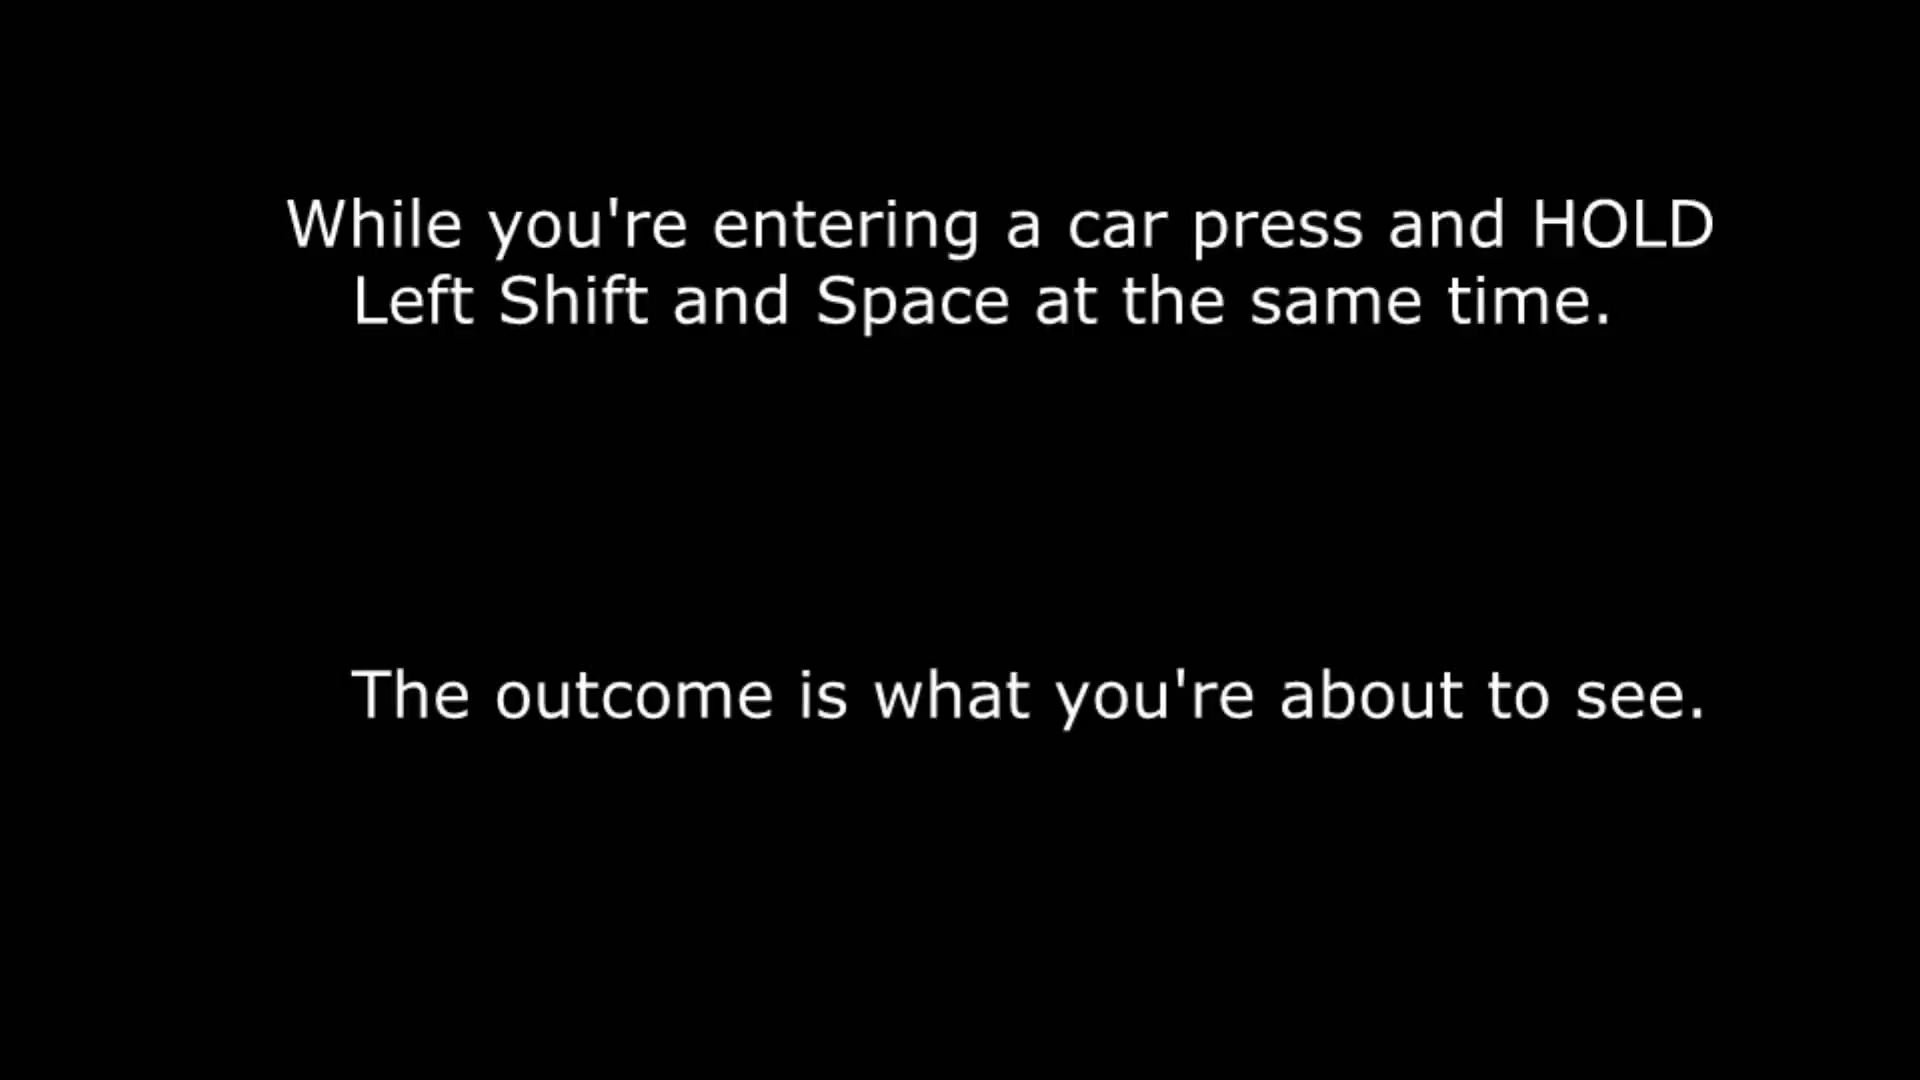 While you're entering a car press and HOLD
Left Shift and Space at the same time.
The outcome is what you're about to see.